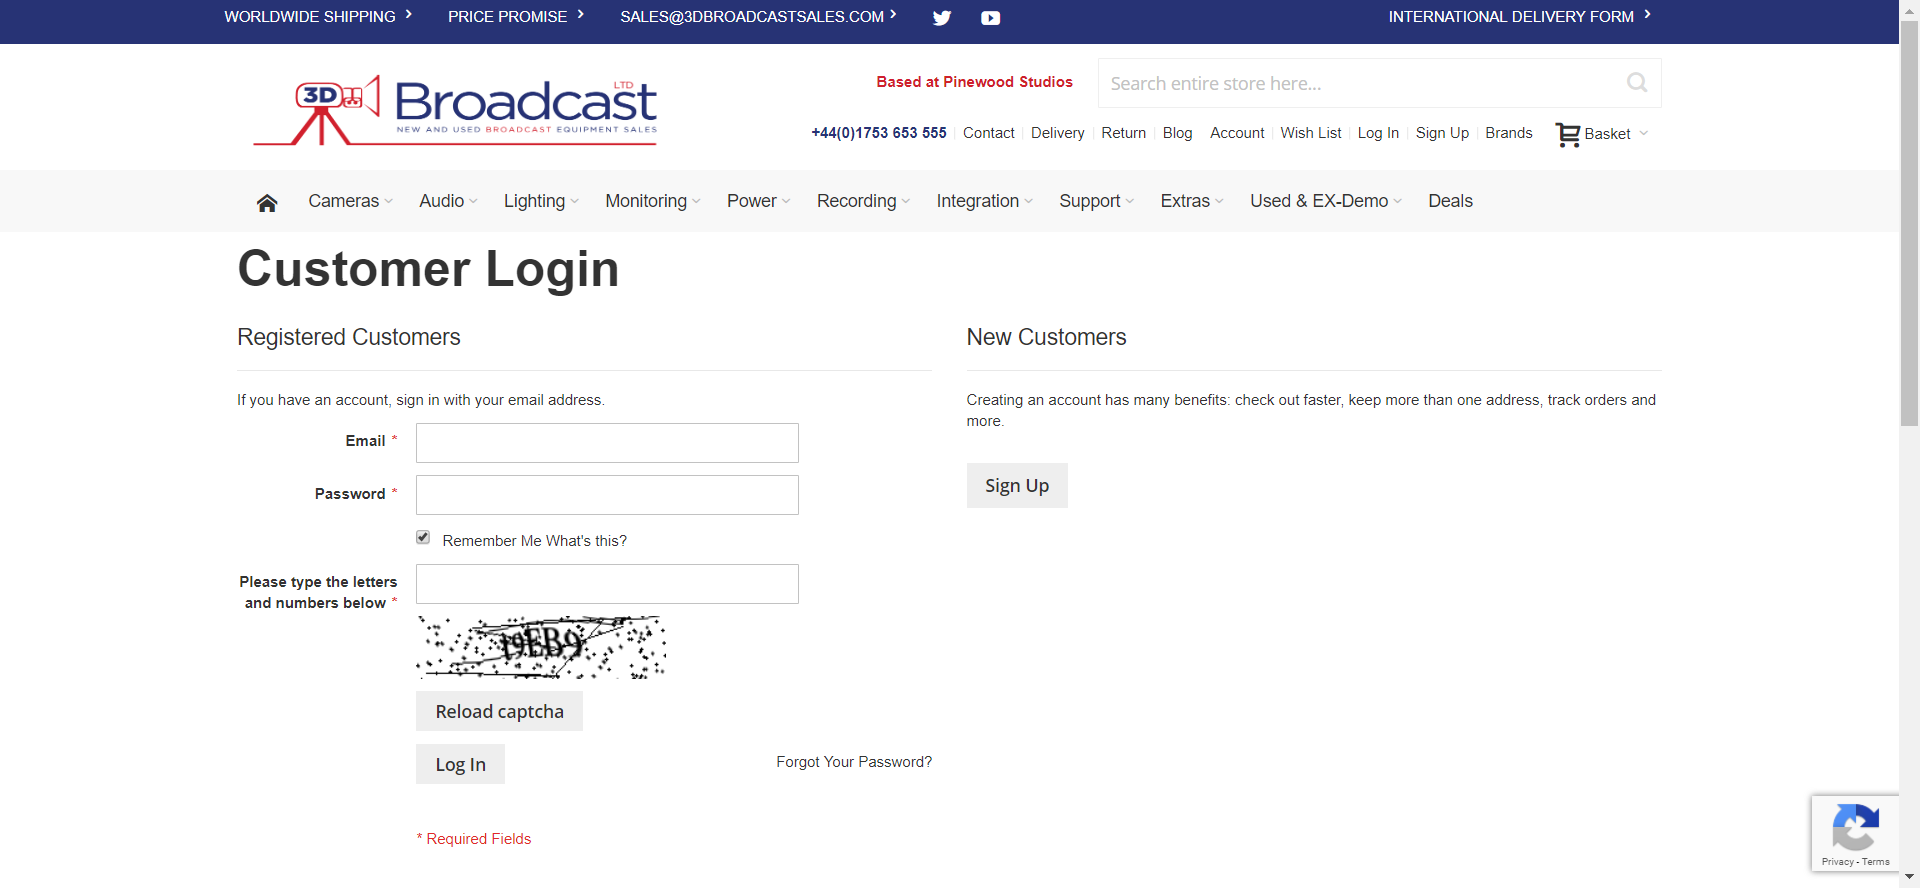 WORLDWIDE SHIPPING PRICE PROMISE SALES@3DBROADCASTSALES.COM INTERNATIONAL DELIVERY FORM
3D Broadcast LTD
NEW AND USED BROADCAST EQUIPMENT SALES
Based at Pinewood Studios
Search entire store here...
+44(0)1753 653 555 Contact Delivery Return Blog Account Wish List Log In Sign Up Brands Basket
Cameras Audio Lighting Monitoring Power Recording Integration Support Extras Used & EX-Demo Deals
Customer Login
Registered Customers
If you have an account, sign in with your email address.
Email *
Password *
Remember Me What's this?
Please type the letters
and numbers below *
Reload captcha
Log In
Forgot Your Password?
* Required Fields
New Customers
Creating an account has many benefits: check out faster, keep more than one address, track orders and
more.
Sign Up
Privacy - Terms